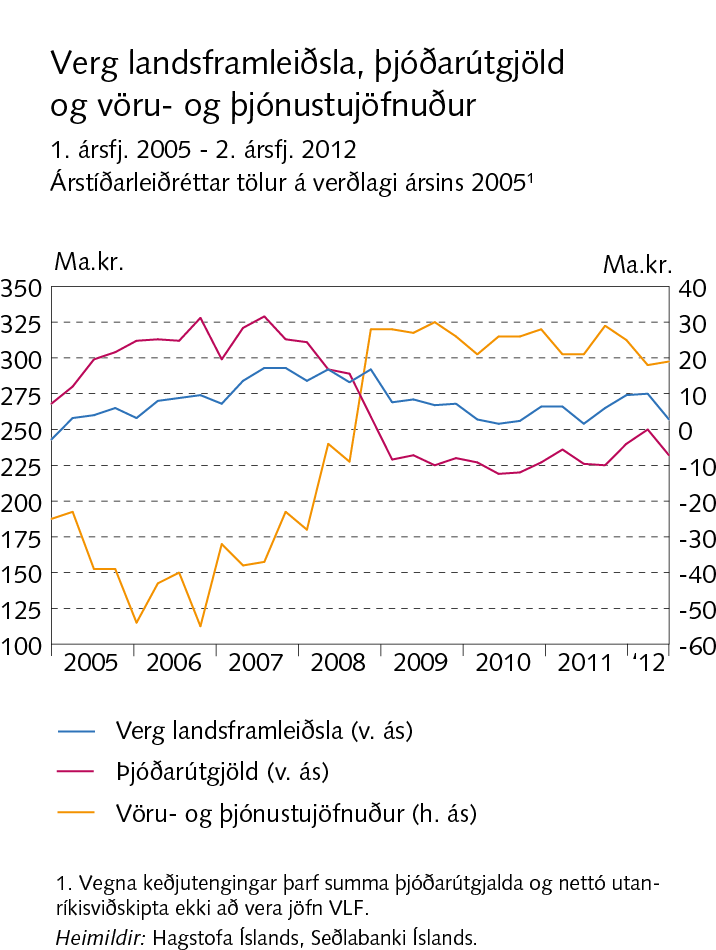 Verg landsframleiðsla, þjóðarútgjöld
og vöru- og þjónustujöfnuður
1. ársfj. 2005 - 2. ársfj. 2012
Árstíðarleiðréttar tölur á verðlagi ársins 2005¹
Ma.kr. Ma.kr.
350 40
325 30
300 20
275 10
250 0
225 -10
200 -20
175 -30
150 -40
125 -50
100 -60
2005 2006 2007 2008 2009 2010 2011 ‘12
Verg landsframleiðsla (v. ás)
Þjóðarútgjöld (v. ás)
Vöru- og þjónustujöfnuður (h. ás)
1. Vegna keðjutengingar þarf summa þjóðarútgjalda og nettó utan-
ríkisviðskipta ekki að vera jöfn VLF.
Heimildir: Hagstofa Íslands, Seðlabanki Íslands.